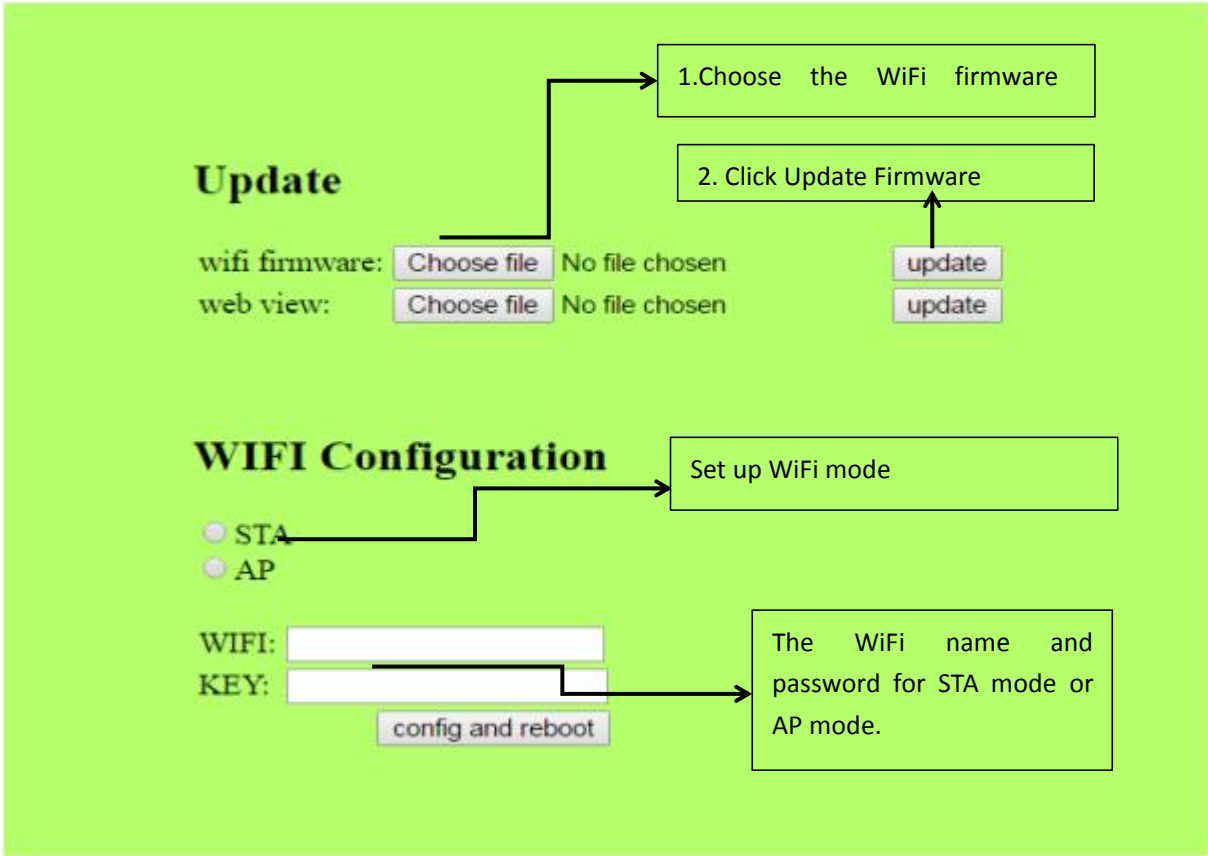 1.Choose the WiFi firmware
Update
2. Click Update Firmware
wifi firmware: Choose file No file chosen update
web view: Choose file No file chosen update
WIFI Configuration
Set up WiFi mode
STA
AP
WIFI:
KEY:
The WiFi name and
password for STA mode or
AP mode.
config and reboot